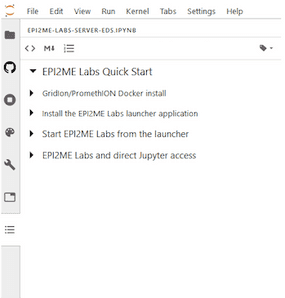 File Edit View Run Kernel Tabs Settings Help
EPI2ME-LABS-SERVER-EDS.IPYNB
M
EPI2ME Labs Quick Start
GridIon/PromethION Docker install
Install the EPI2ME Labs launcher application
Start EPI2ME Labs from the launcher
EPI2ME Labs and direct Jupyter access